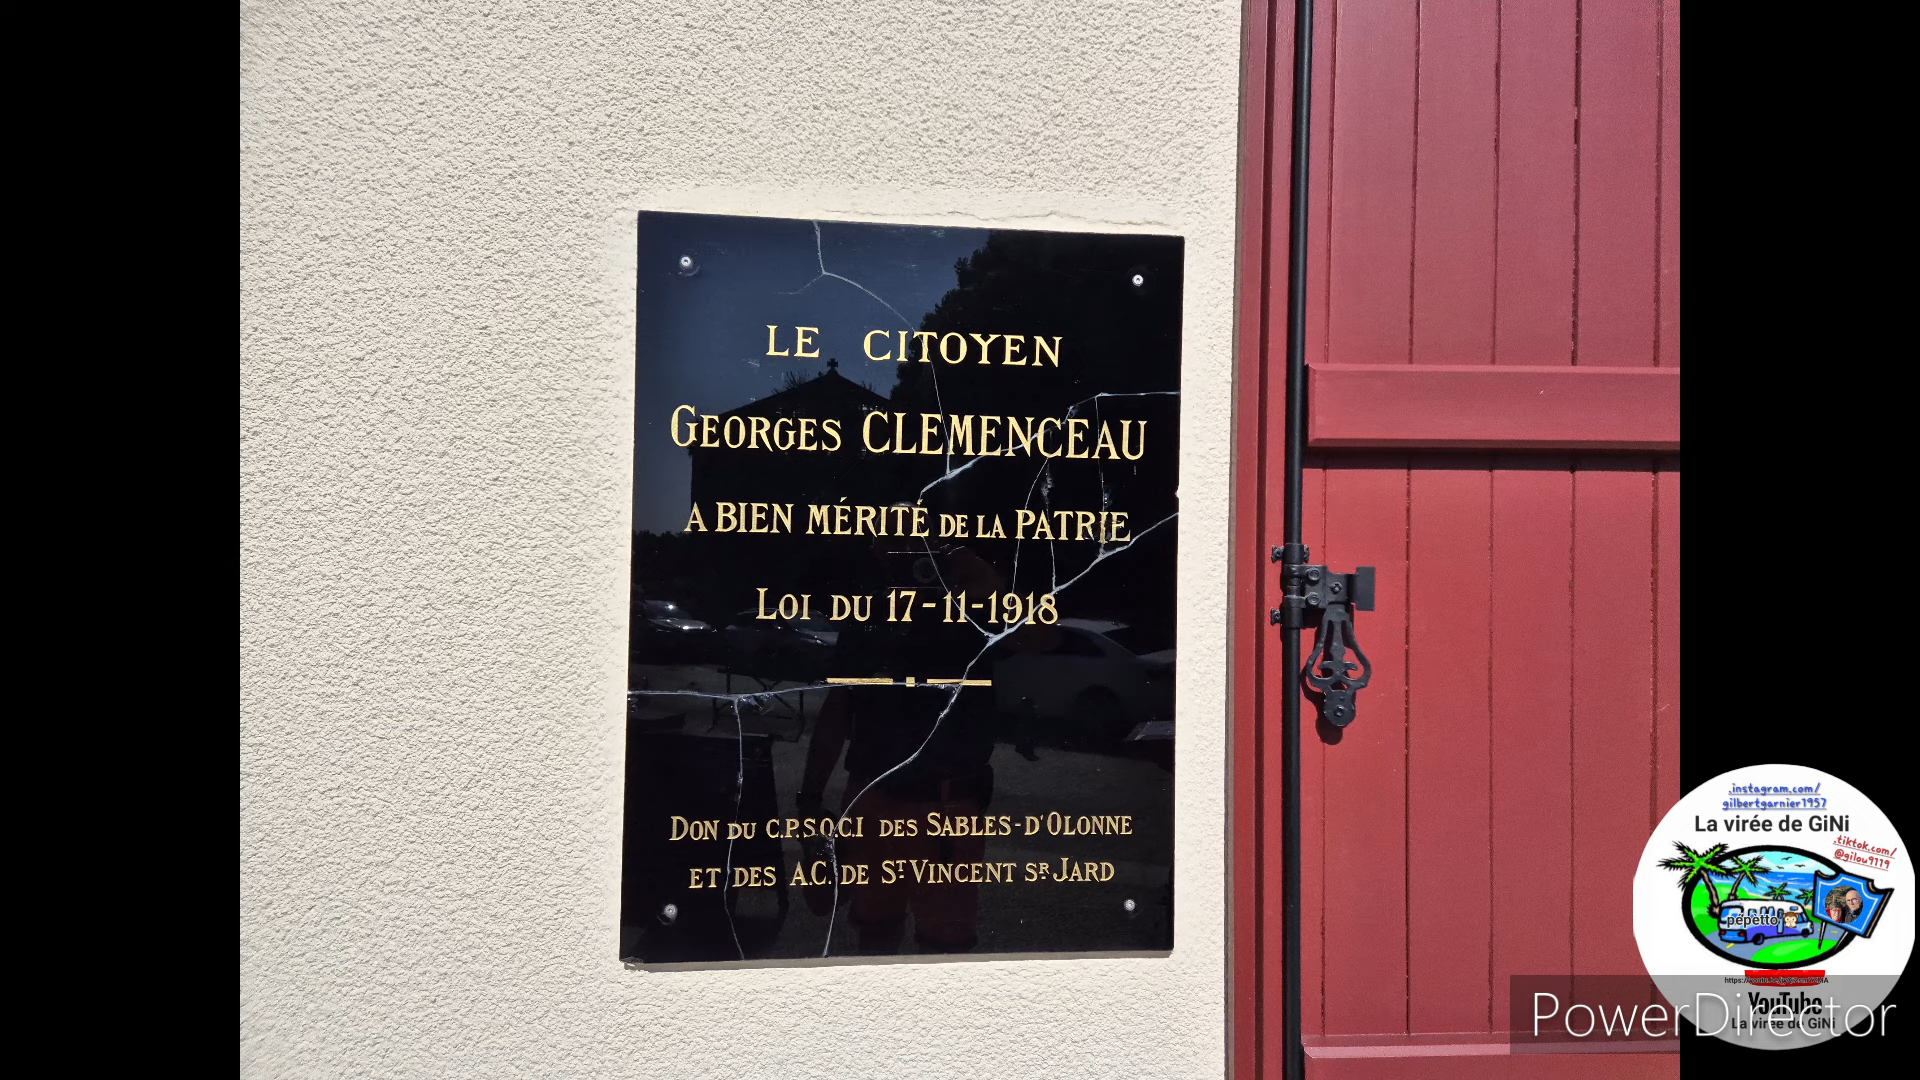 LE CITOYEN
GEORGES CLEMENCEAU
A BIEN MÉRITÉ DE LA PATRIE
LOI DU 17-11-1918
DON DU C.P.S.O.C.I DES SABLES-D'OLONNE
ET DES A.C. DE ST VINCENT SR JARD
.instagram.com/
gilbertgarnier1957
La virée de GiNi
.tiktok.com/
@gilou9119
pépetto
YouTube
La virée de GiNi
PowerDirector